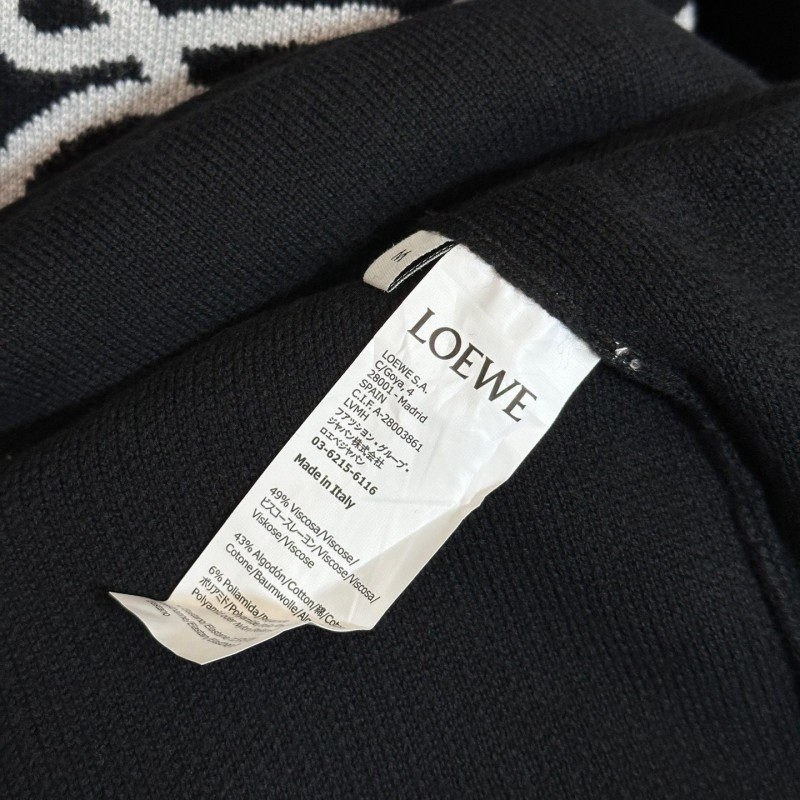 M
LOEWE
LOEWE S.A.
C/Goya, 4
28001 - Madrid
SPAIN
C.I.F. A-28003861
LVMH
ファッション・グループ・
ジャパン株式会社
ロエベジャパン
03-6215-6116
Made in Italy
49% Viscosa/Viscose/
ビスコースレーヨン/Viscose/Viscosa/
Viskose/Viscose
43% Algodón/Cotton/綿/
Cotone/Baumwolle/
6% Poliamida/
ポリアミド/Polyamide